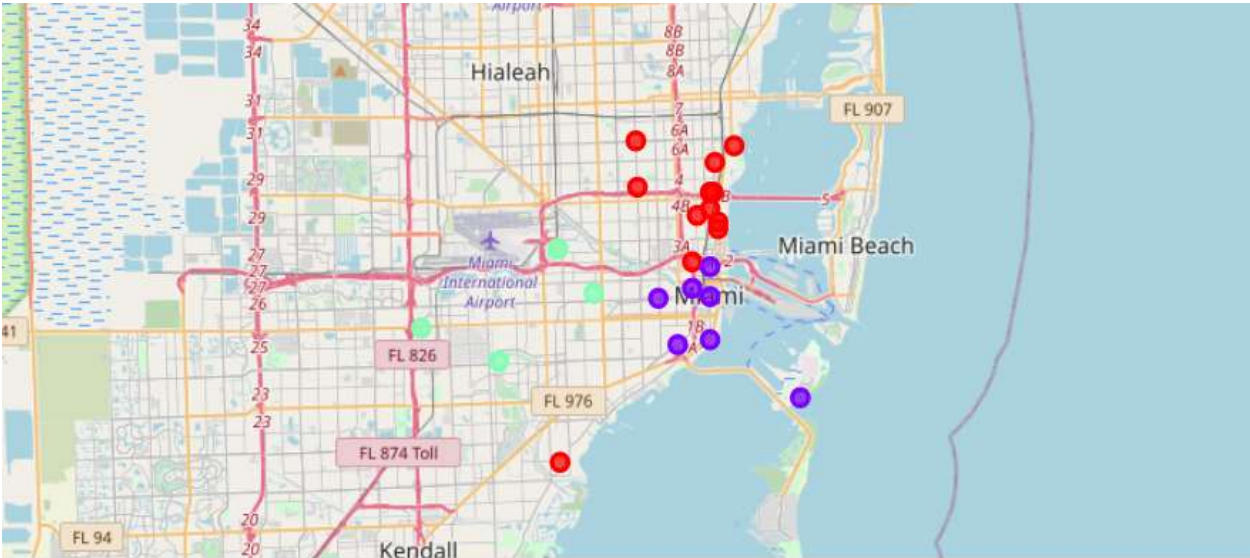 Airport
34
34
8B
8B
8A
Hialeah
31
31
7
6A
6A
FL 907
29
4
B
5
4B
29
3A
Miami Beach
27
27
27
26
2
Miami
International
Airport
Miami
41
1B
A
25
FL 826
23
23
FL 976
FL 874 Toll
20
20
FL 94
Kendall